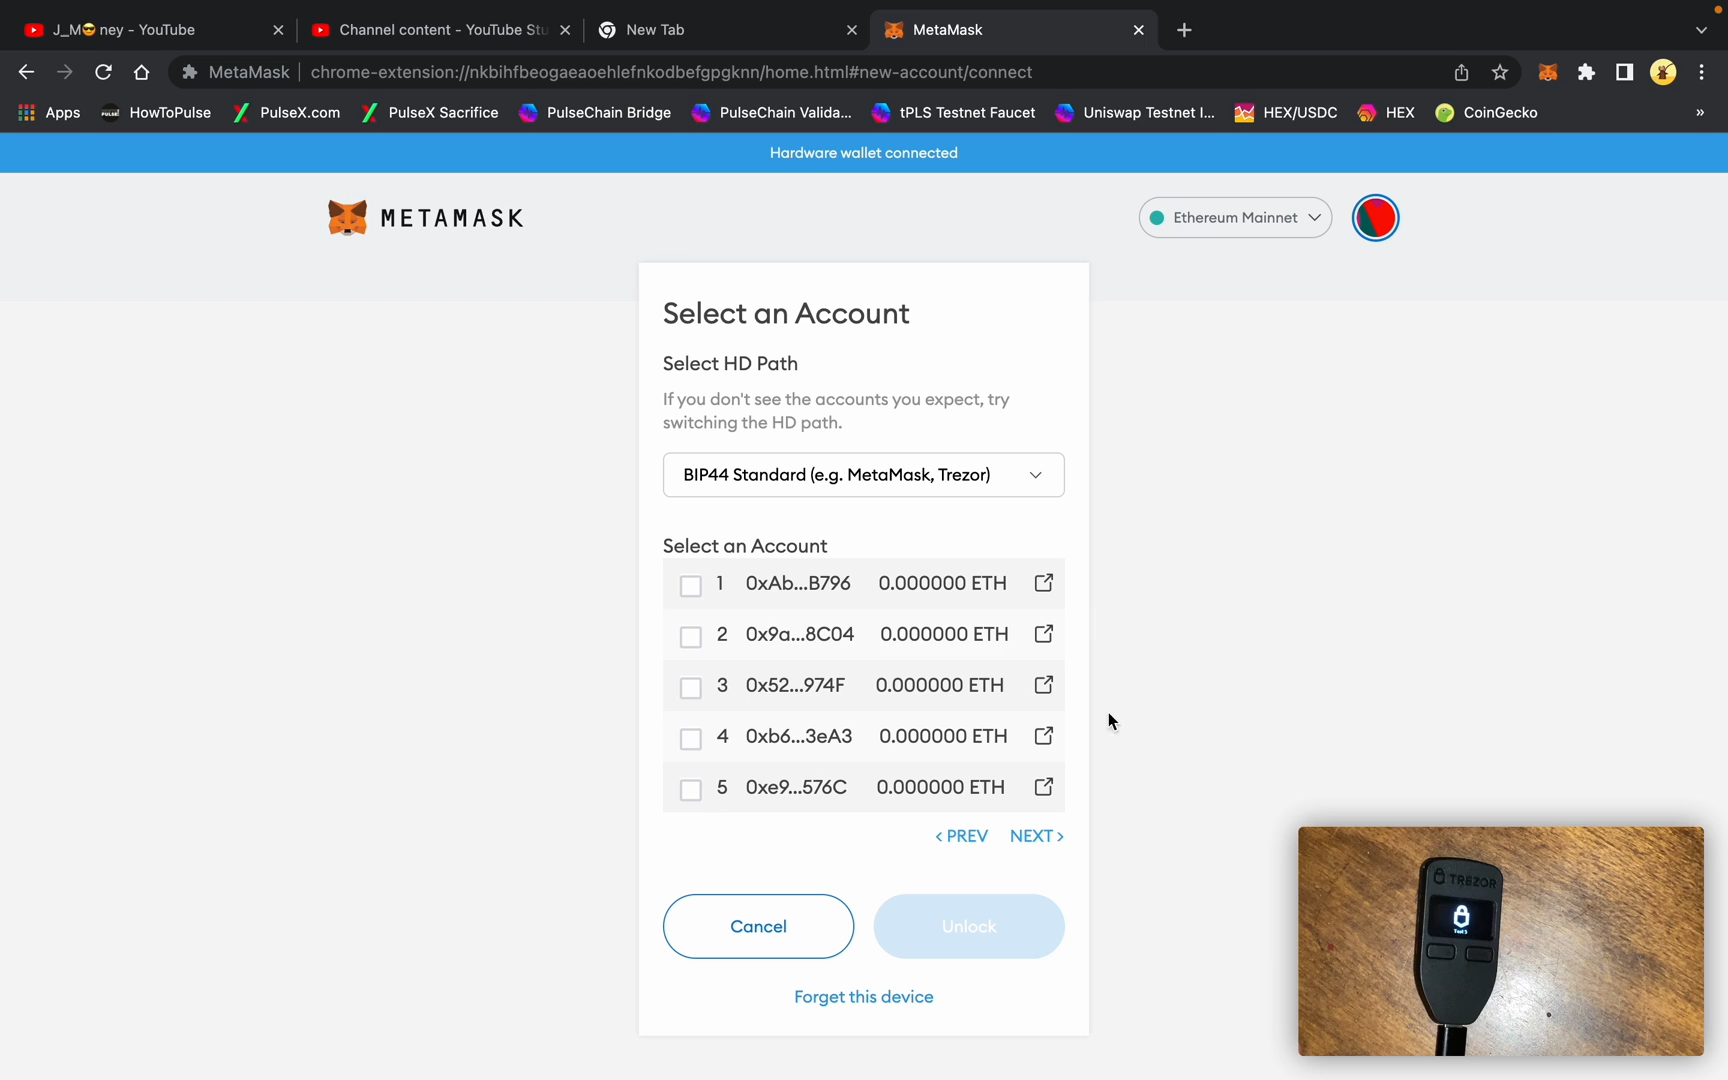 J_M😎ney - YouTube
Channel content - YouTube Stu
New Tab
MetaMask
MetaMask
chrome-extension://nkbihfbeogaeaoehlefnkodbefgpgknn/home.html#new-account/connect
Apps
HowToPulse
PulseX.com
PulseX Sacrifice
PulseChain Bridge
PulseChain Valida...
tPLS Testnet Faucet
Uniswap Testnet I...
HEX/USDC
HEX
CoinGecko
»
Hardware wallet connected
METAMASK
Ethereum Mainnet
Select an Account
Select HD Path
If you don't see the accounts you expect, try
switching the HD path.
BIP44 Standard (e.g. MetaMask, Trezor)
Select an Account
1 0xAb...B796 0.000000 ETH
2 0x9a...8C04 0.000000 ETH
3 0x52...974F 0.000000 ETH
4 0xb6...3eA3 0.000000 ETH
5 0xe9...576C 0.000000 ETH
< PREV NEXT >
Cancel
Unlock
Forget this device
TREZOR